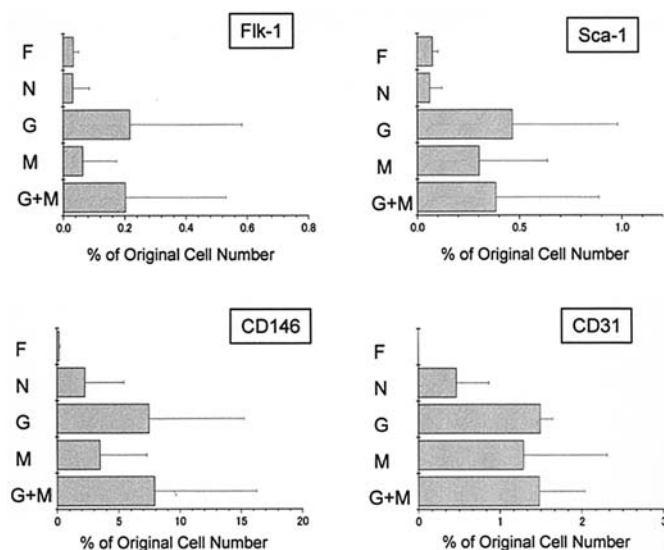 Flk-1
F
N
G
M
G+M
0.0 0.2 0.4 0.6 0.8
% of Original Cell Number
Sca-1
F
N
G
M
G+M
0.0 0.5 1.0
% of Original Cell Number
CD146
F
N
G
M
G+M
0 5 10 15 20
% of Original Cell Number
CD31
F
N
G
M
G+M
0 1 2 3
% of Original Cell Number